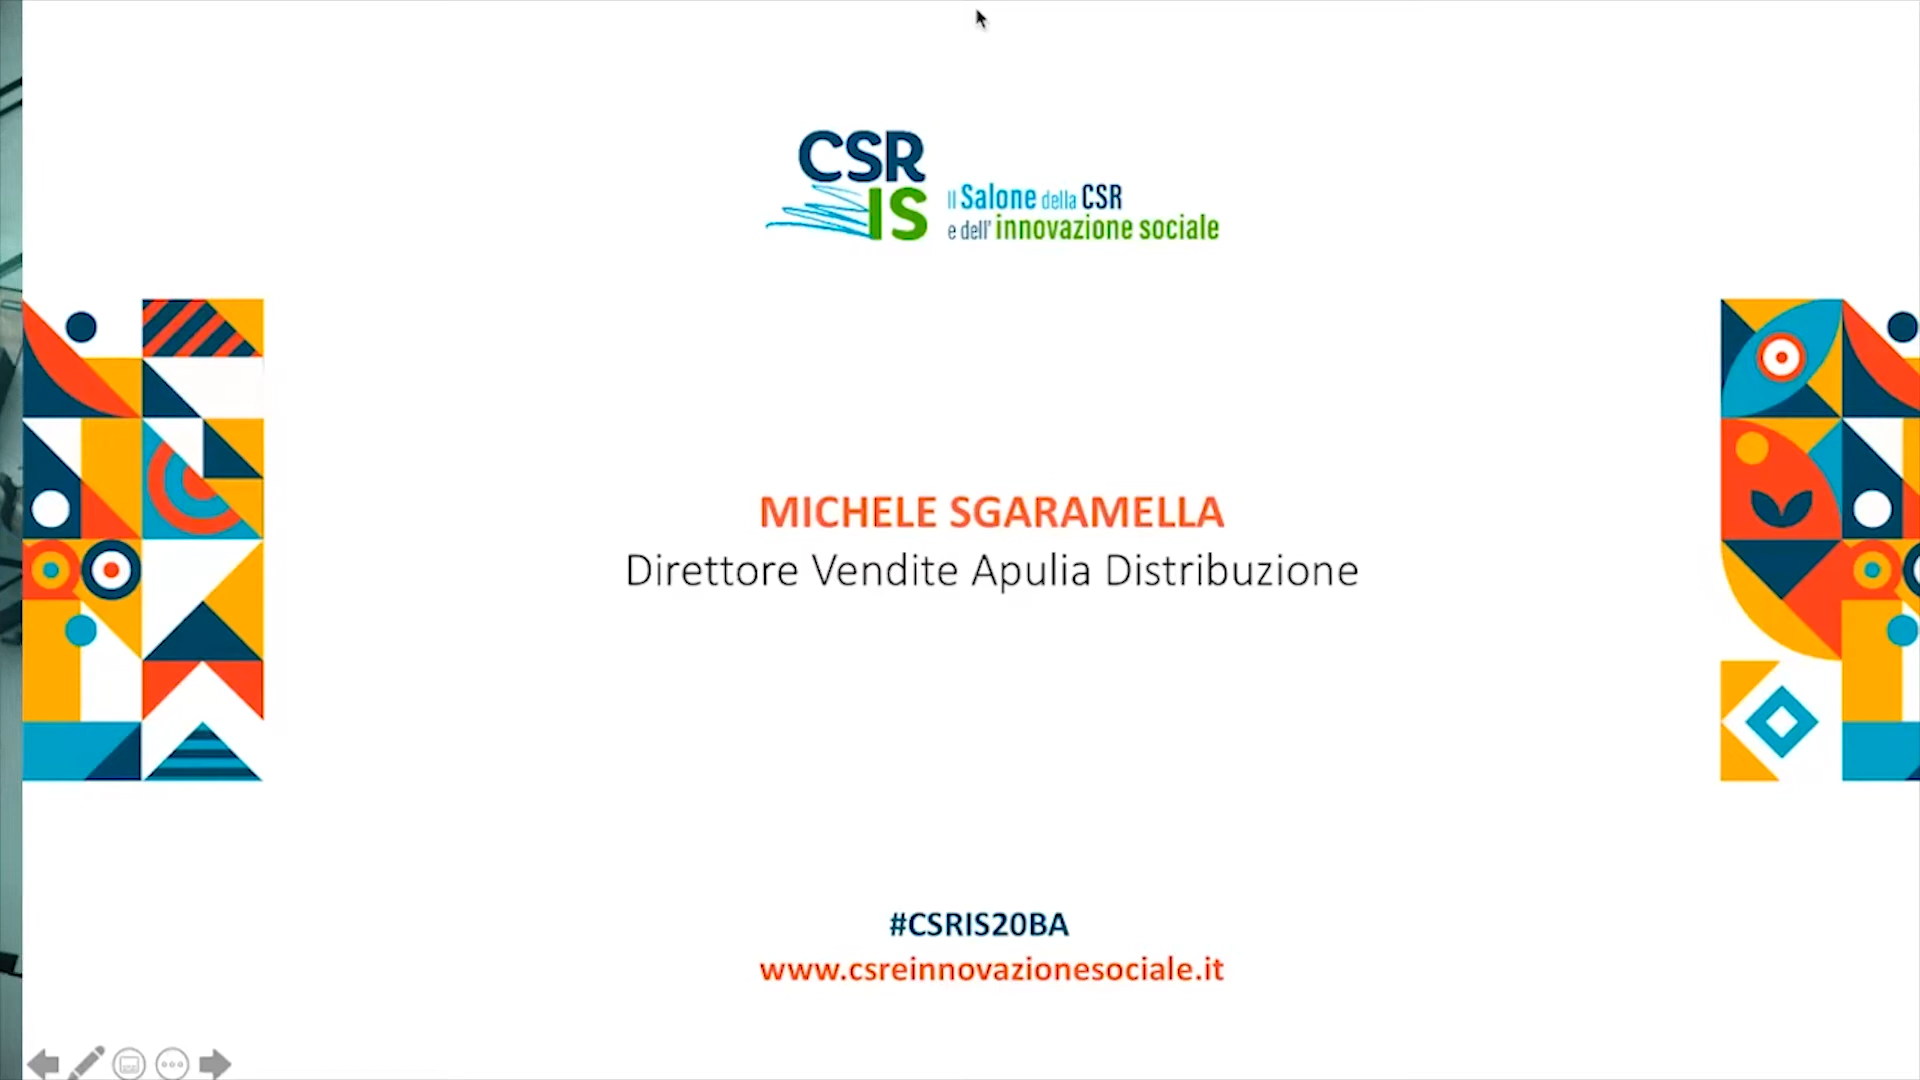 CSR
IS
Il Salone della CSR
e dell' innovazione sociale
MICHELE SGARAMELLA
Direttore Vendite Apulia Distribuzione
#CSRIS20BA
www.csreinnovazionesociale.it